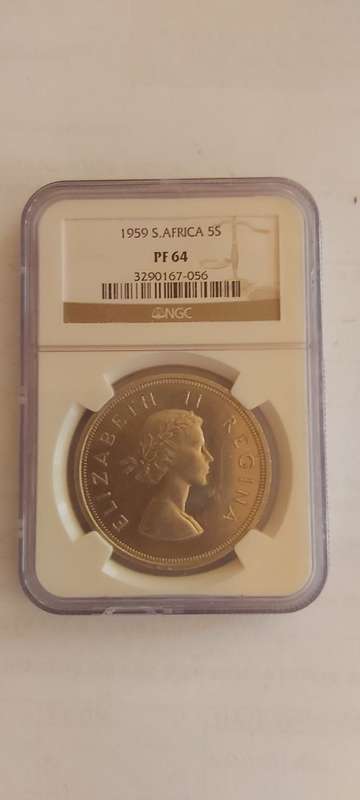 1959 S.AFRICA 5S
PF 64
3290167-056
NGC
ELIZABETH II REGINA